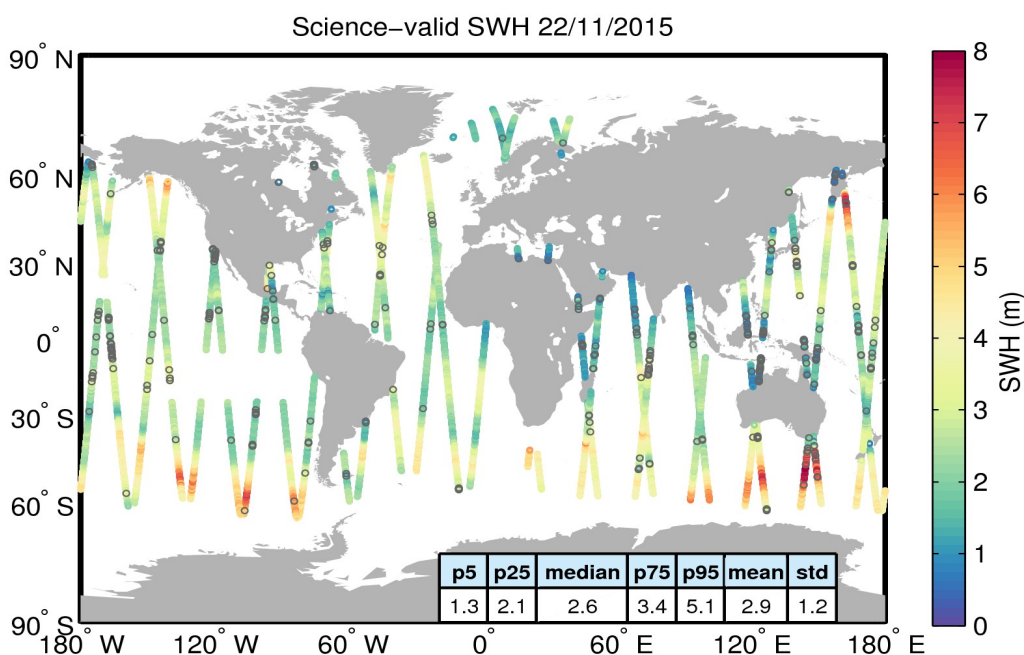 Science−valid SWH 22/11/2015
90° N
60° N
30° N
0°
30° S
60° S
90° S
180° W
120° W
60° W
0°
60° E
120° E
180° E
p5 p25 median p75 p95 mean std
1.3 2.1 2.6 3.4 5.1 2.9 1.2
8
7
6
5
4
3
2
1
0
SWH (m)